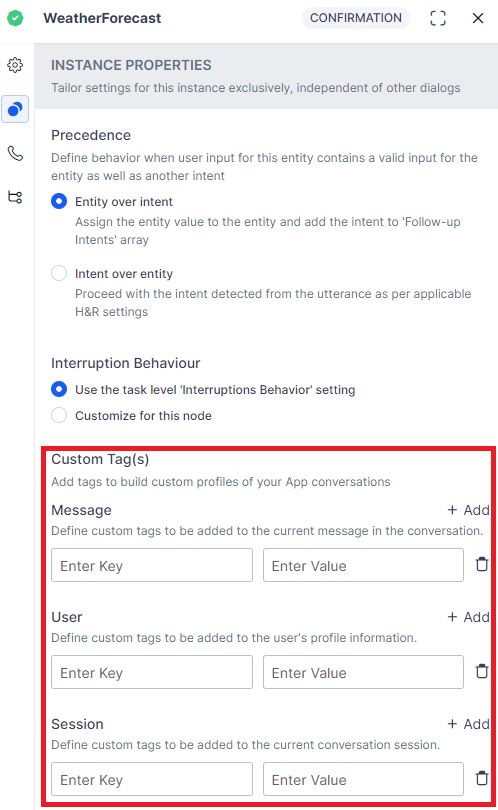 WeatherForecast CONFIRMATION
INSTANCE PROPERTIES
Tailor settings for this instance exclusively, independent of other dialogs
Precedence
Define behavior when user input for this entity contains a valid input for the
entity as well as another intent
Entity over intent
Assign the entity value to the entity and add the intent to 'Follow-up
Intents' array
Intent over entity
Proceed with the intent detected from the utterance as per applicable
H&R settings
Interruption Behaviour
Use the task level 'Interruptions Behavior' setting
Customize for this node
Custom Tag(s)
Add tags to build custom profiles of your App conversations
Message + Add
Define custom tags to be added to the current message in the conversation.
Enter Key Enter Value
User + Add
Define custom tags to be added to the user's profile information.
Enter Key Enter Value
Session + Add
Define custom tags to be added to the current conversation session.
Enter Key Enter Value